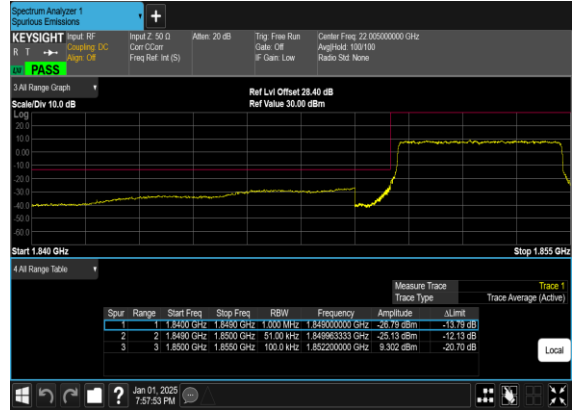 Spectrum Analyzer 1
Spurious Emissions
KEYSIGHT Input: RF Input Z: 50 Ω Atten: 20 dB Trig: Free Run Center Freq: 22.005000000 GHz
R T Coupling: DC Corr CCorr Gate: Off Avg|Hold: 100/100
Align: Off Freq Ref: Int (S) IF Gain: Low Radio Std: None
PASS
3 All Range Graph
Ref Lvl Offset 28.40 dB
Scale/Div 10.0 dB Ref Value 30.00 dBm
Log
20.0
10.0
0.00
-10.0
-20.0
-30.0
-40.0
-50.0
-60.0
Start 1.840 GHz Stop 1.855 GHz
4 All Range Table
Measure Trace Trace 1
Trace Type Trace Average (Active)
Spur Range Start Freq Stop Freq RBW Frequency Amplitude ΔLimit
1 1 1.8400 GHz 1.8490 GHz 1.000 MHz 1.849000000 GHz -26.79 dBm -13.79 dB
2 2 1.8490 GHz 1.8500 GHz 51.00 kHz 1.849963333 GHz -25.13 dBm -12.13 dB
3 3 1.8500 GHz 1.8550 GHz 100.0 kHz 1.852200000 GHz 9.302 dBm -20.70 dB
Local
Jan 01, 2025
7:57:53 PM